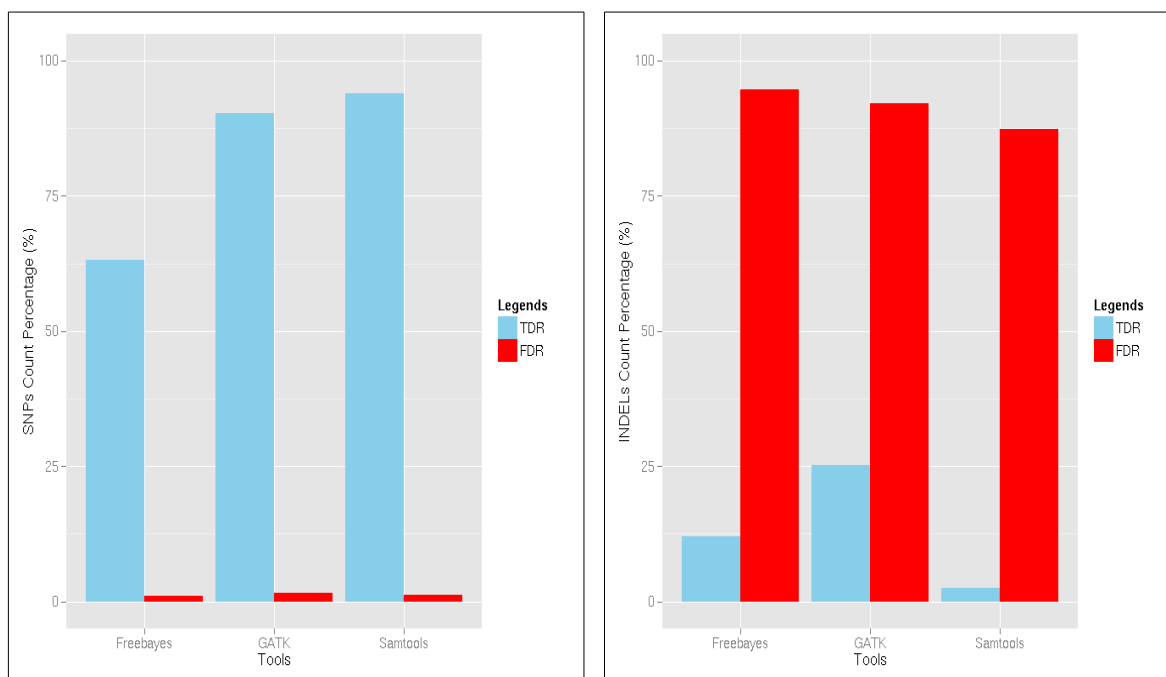 SNPs Count Percentage (%)
100
75
50
25
0
Freebayes
GATK
Samtools
Tools
Legends
TDR
FDR
INDELs Count Percentage (%)
100
75
50
25
0
Freebayes
GATK
Samtools
Tools
Legends
TDR
FDR